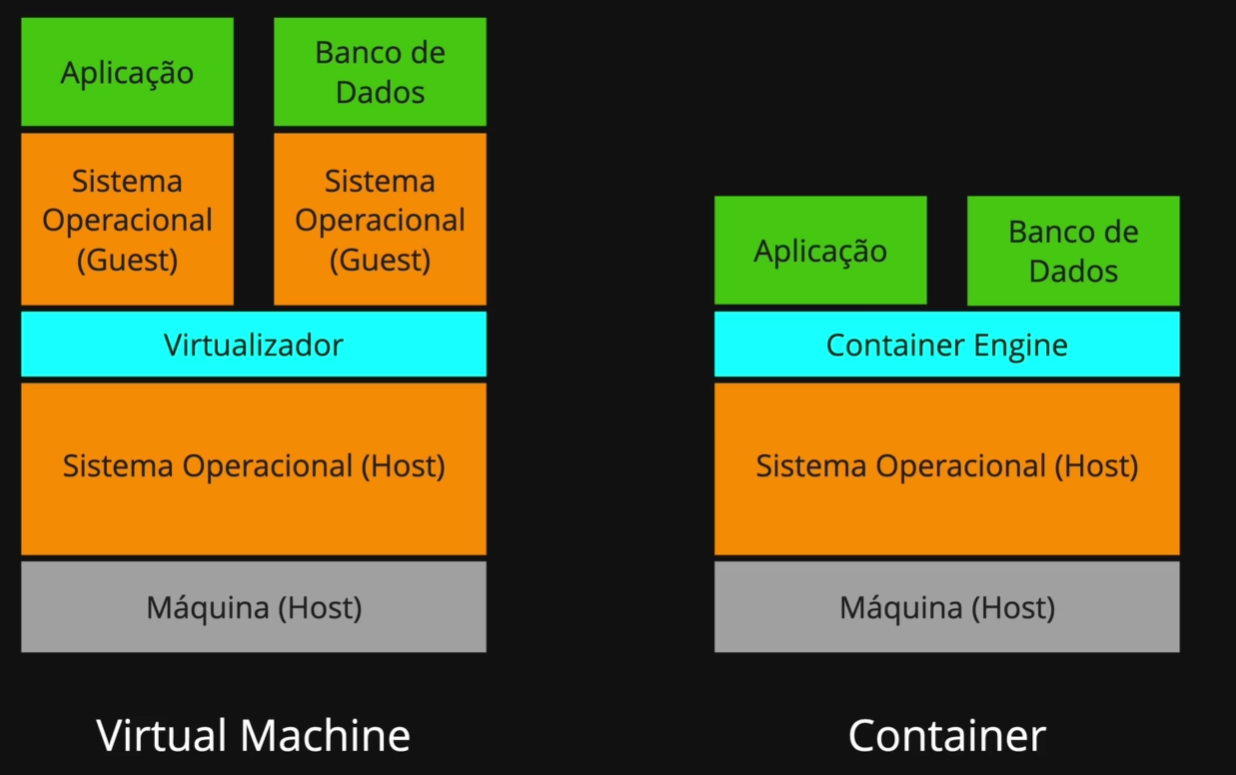 Aplicação
Banco de
Dados
Sistema
Operacional
(Guest)
Sistema
Operacional
(Guest)
Virtualizador
Sistema Operacional (Host)
Máquina (Host)
Virtual Machine
Aplicação
Banco de
Dados
Container Engine
Sistema Operacional (Host)
Máquina (Host)
Container